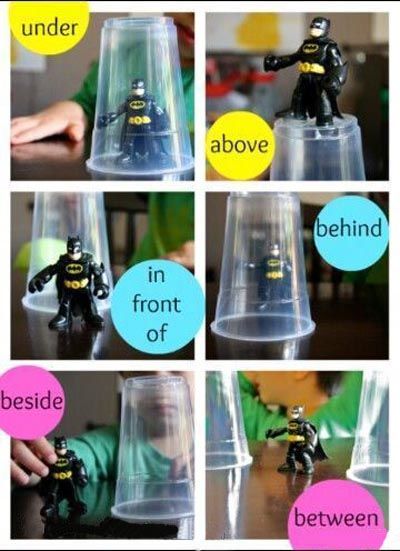 under
above
in
front
of
behind
beside
between